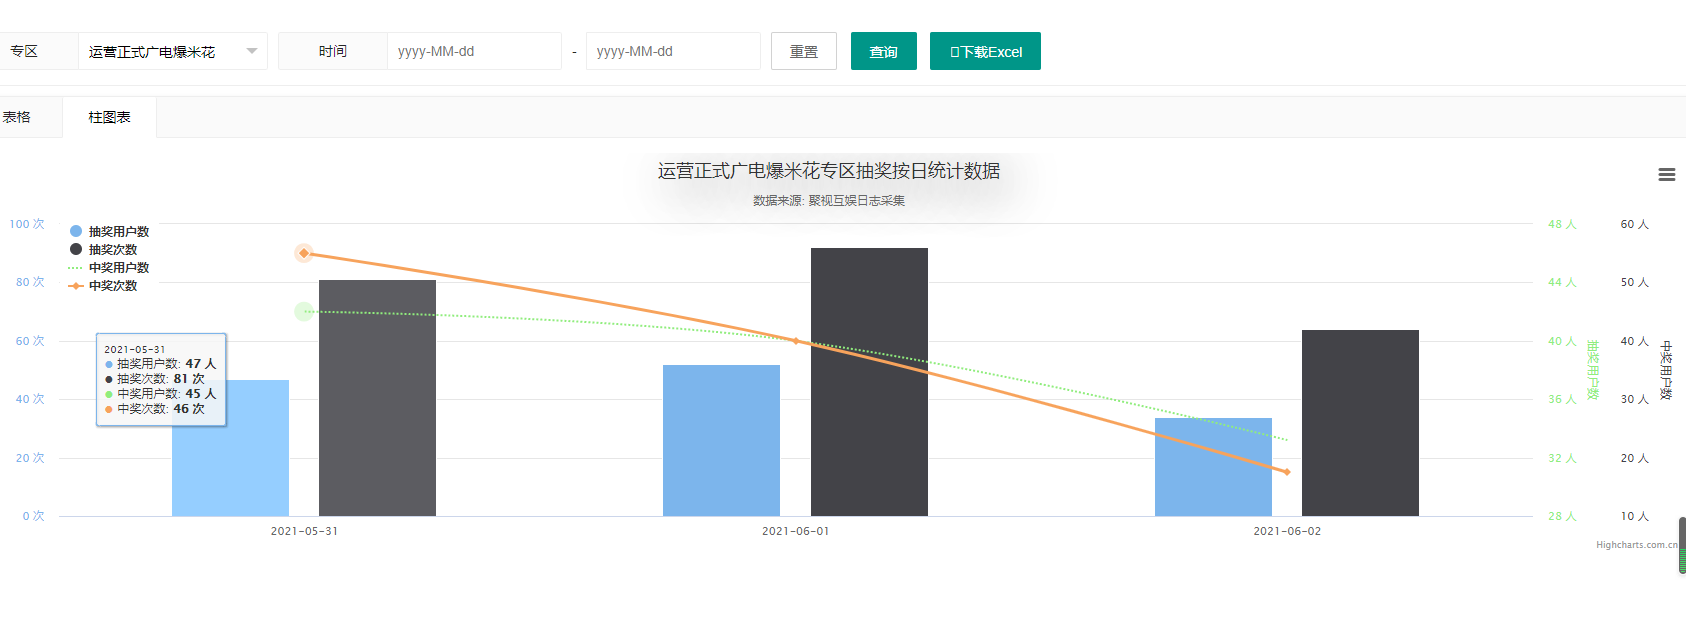 专区 运营正式广电爆米花 时间 yyyy-MM-dd - yyyy-MM-dd 重置 查询 下载Excel
表格 柱图表
运营正式广电爆米花专区抽奖按日统计数据
数据来源: 聚视互娱日志采集
抽奖用户数
抽奖次数
中奖用户数
中奖次数
100 次
80 次
60 次
40 次
20 次
0 次
2021-05-31
抽奖用户数: 47 人
抽奖次数: 81 次
中奖用户数: 45 人
中奖次数: 46 次
48 人
44 人
40 人
36 人
32 人
28 人
抽奖用户数
60 人
50 人
40 人
30 人
20 人
10 人
中奖用户数
2021-05-31 2021-06-01 2021-06-02
Highcharts.com.cn